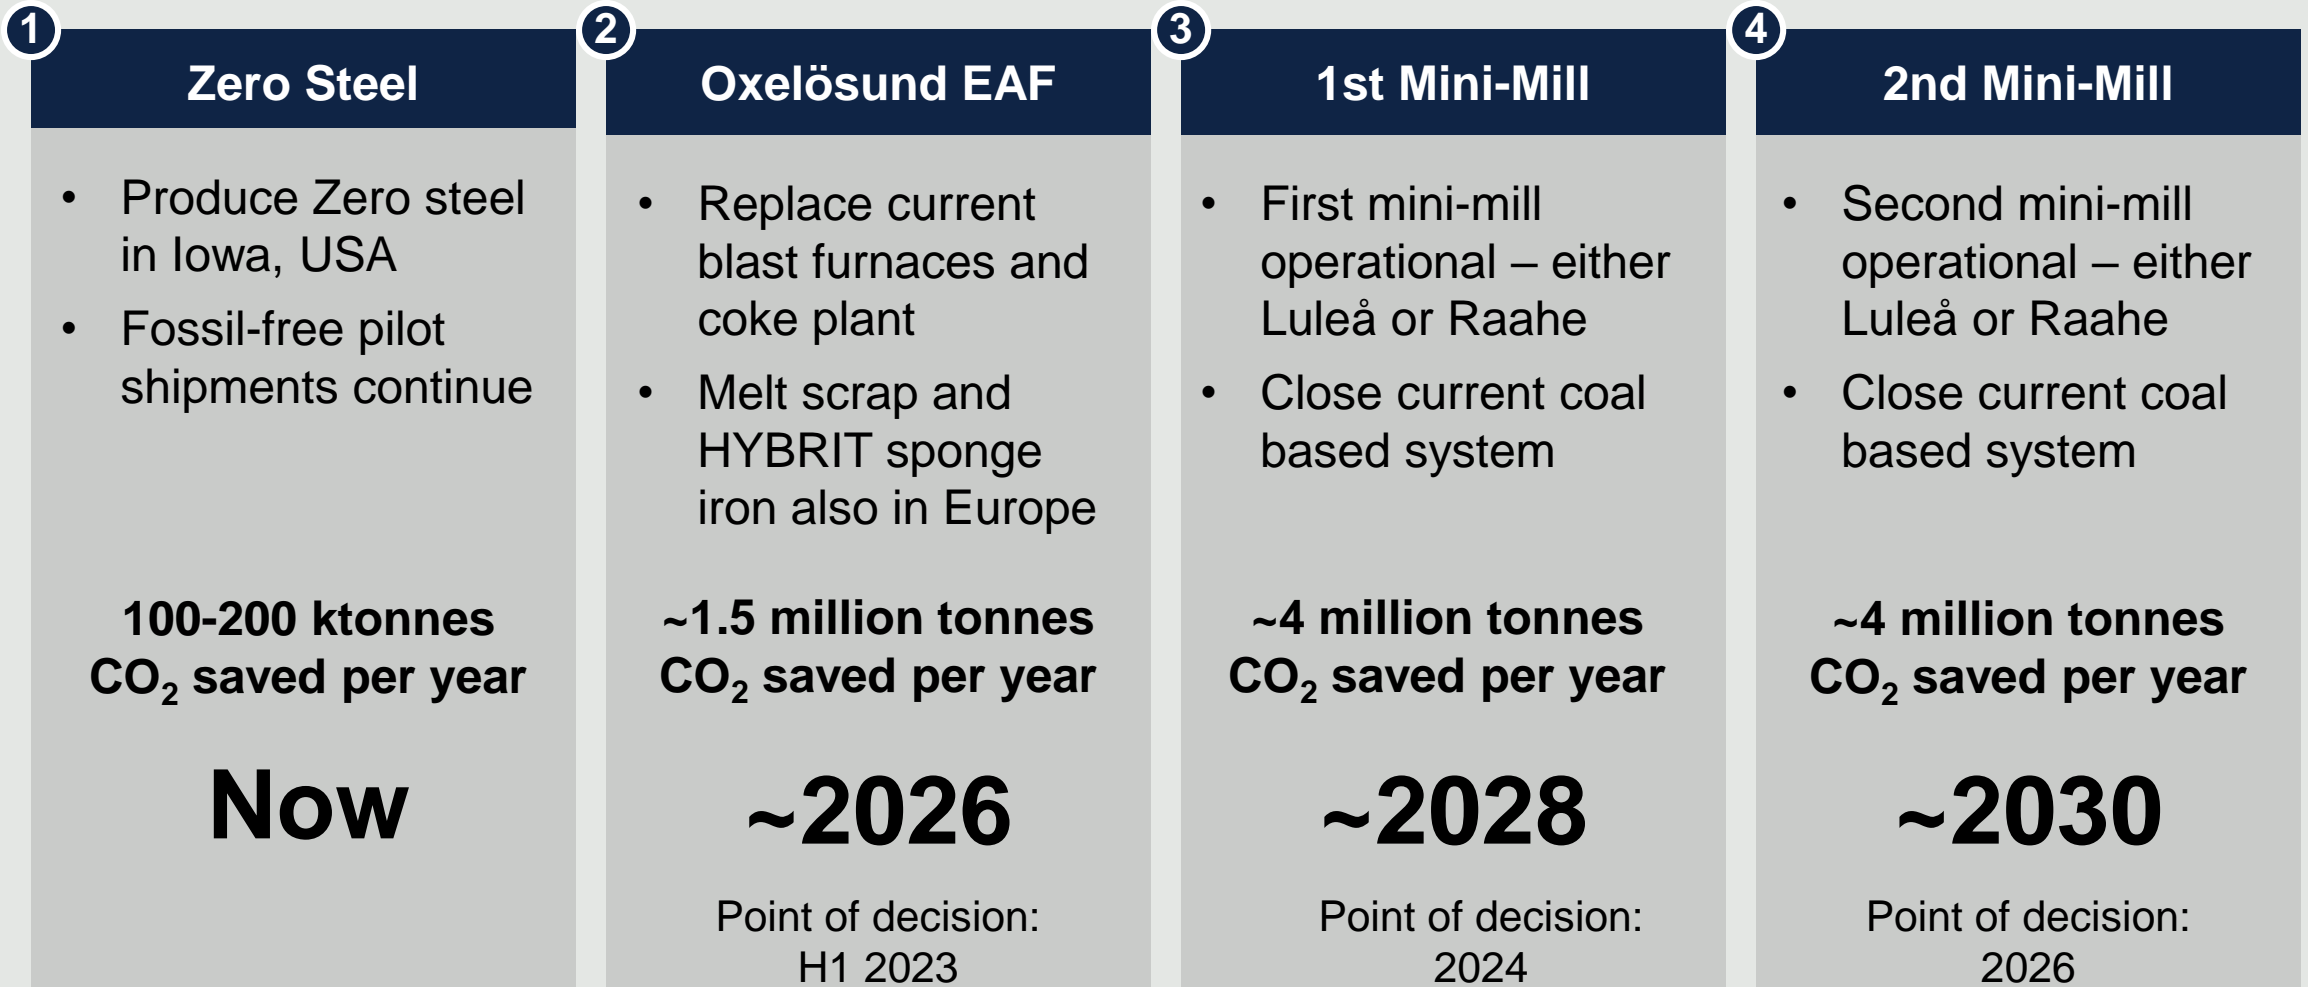 1
Zero Steel
• Produce Zero steel
in Iowa, USA
• Fossil-free pilot
shipments continue
100-200 ktonnes
CO₂ saved per year
Now
2
Oxelösund EAF
• Replace current
blast furnaces and
coke plant
• Melt scrap and
HYBRIT sponge
iron also in Europe
~1.5 million tonnes
CO₂ saved per year
~2026
Point of decision:
H1 2023
3
1st Mini-Mill
• First mini-mill
operational – either
Luleå or Raahe
• Close current coal
based system
~4 million tonnes
CO₂ saved per year
~2028
Point of decision:
2024
4
2nd Mini-Mill
• Second mini-mill
operational – either
Luleå or Raahe
• Close current coal
based system
~4 million tonnes
CO₂ saved per year
~2030
Point of decision:
2026